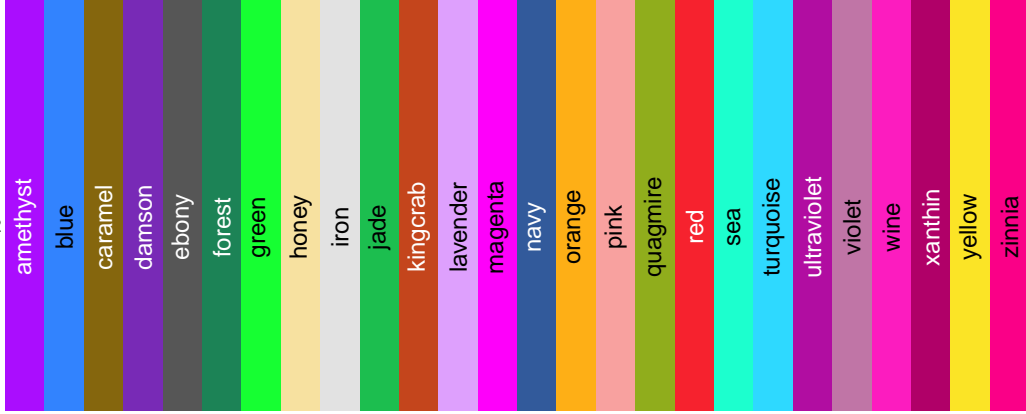 amethyst
blue
caramel
damson
ebony
forest
green
honey
iron
jade
kingcrab
lavender
magenta
navy
orange
pink
quagmire
red
sea
turquoise
ultraviolet
violet
wine
xanthin
yellow
zinnia